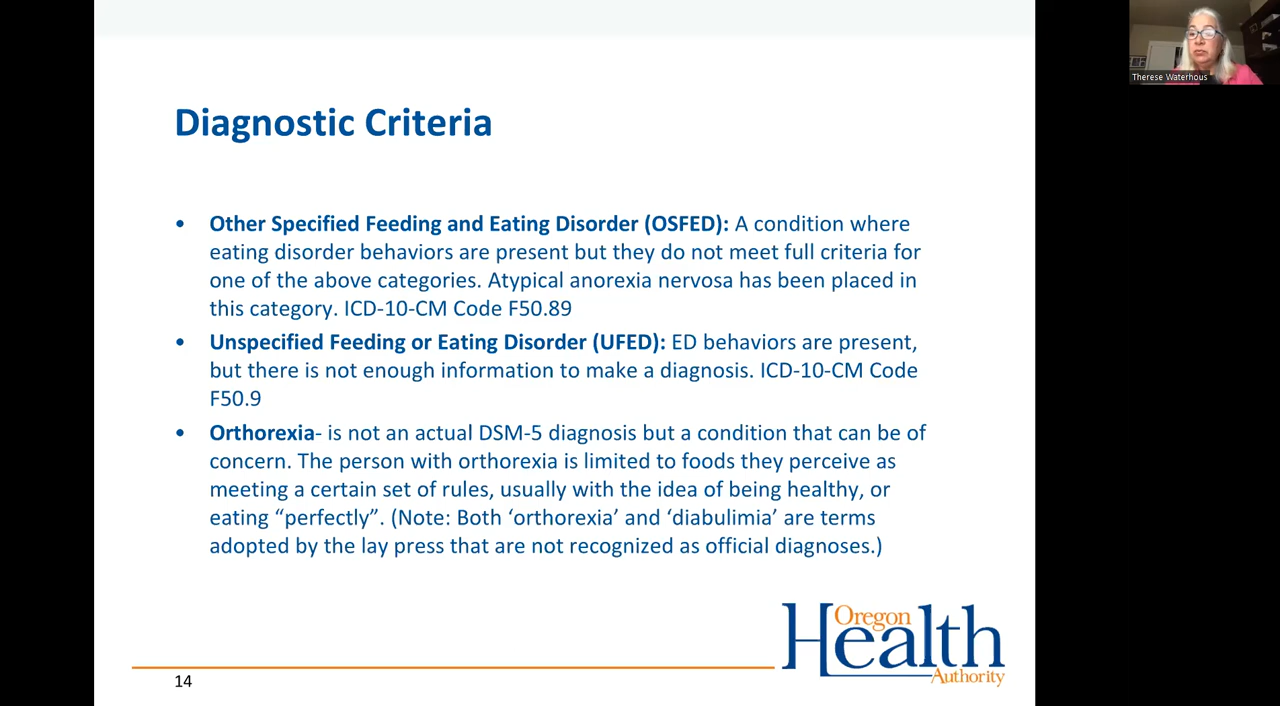 Therese Waterhous
Diagnostic Criteria
• Other Specified Feeding and Eating Disorder (OSFED): A condition where
eating disorder behaviors are present but they do not meet full criteria for
one of the above categories. Atypical anorexia nervosa has been placed in
this category. ICD-10-CM Code F50.89
• Unspecified Feeding or Eating Disorder (UFED): ED behaviors are present,
but there is not enough information to make a diagnosis. ICD-10-CM Code
F50.9
• Orthorexia- is not an actual DSM-5 diagnosis but a condition that can be of
concern. The person with orthorexia is limited to foods they perceive as
meeting a certain set of rules, usually with the idea of being healthy, or
eating “perfectly”. (Note: Both ‘orthorexia’ and ‘diabulimia’ are terms
adopted by the lay press that are not recognized as official diagnoses.)
Oregon
Health
Authority
14